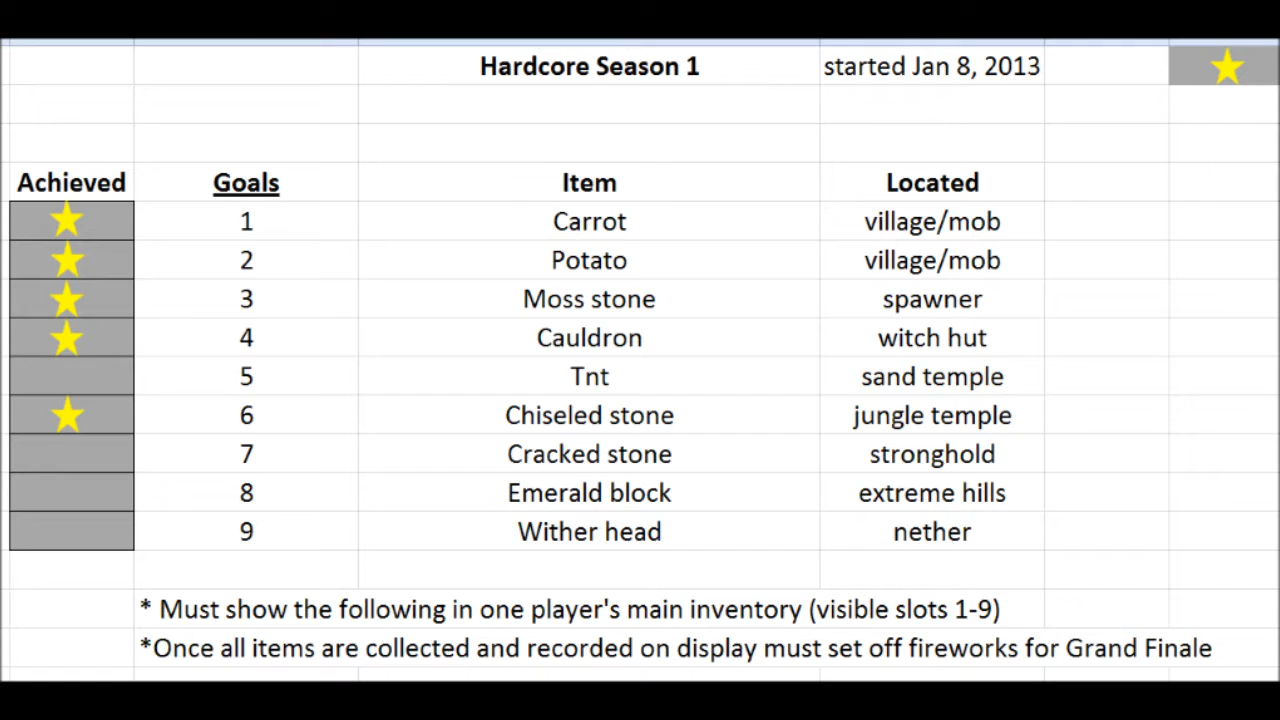 Hardcore Season 1 started Jan 8, 2013
Achieved Goals Item Located
1 Carrot village/mob
2 Potato village/mob
3 Moss stone spawner
4 Cauldron witch hut
5 Tnt sand temple
6 Chiseled stone jungle temple
7 Cracked stone stronghold
8 Emerald block extreme hills
9 Wither head nether
* Must show the following in one player's main inventory (visible slots 1-9)
*Once all items are collected and recorded on display must set off fireworks for Grand Finale